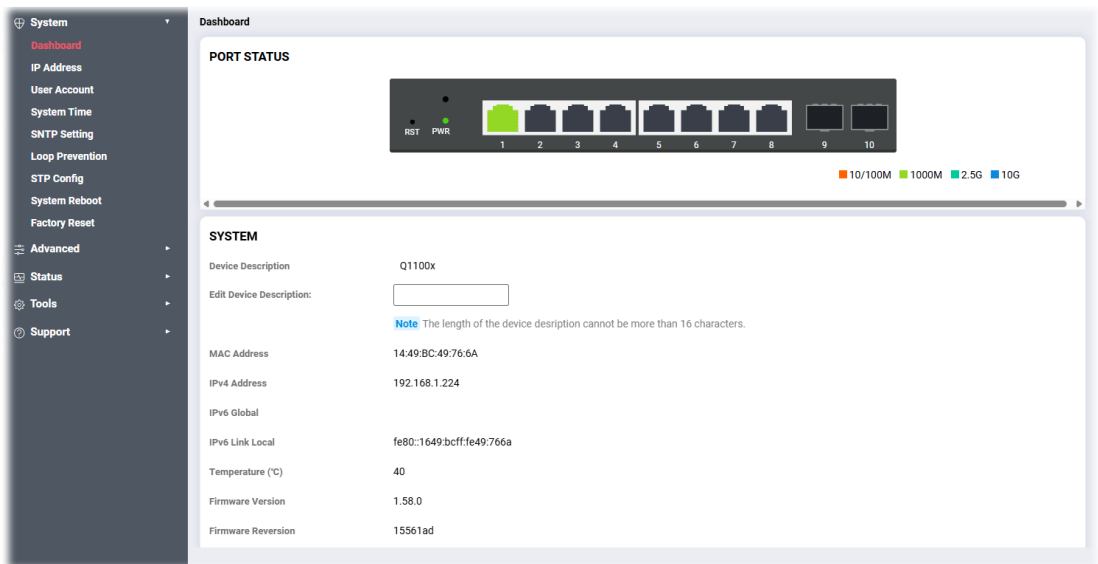 System
Dashboard
IP Address
User Account
System Time
SNTP Setting
Loop Prevention
STP Config
System Reboot
Factory Reset
Advanced
Status
Tools
Support
Dashboard
PORT STATUS
RST PWR
1 2 3 4 5 6 7 8 9 10
10/100M 1000M 2.5G 10G
SYSTEM
Device Description Q1100x
Edit Device Description:
Note The length of the device desription cannot be more than 16 characters.
MAC Address 14:49:BC:49:76:6A
IPv4 Address 192.168.1.224
IPv6 Global
IPv6 Link Local fe80::1649:bcff:fe49:766a
Temperature (°C) 40
Firmware Version 1.58.0
Firmware Reversion 15561ad